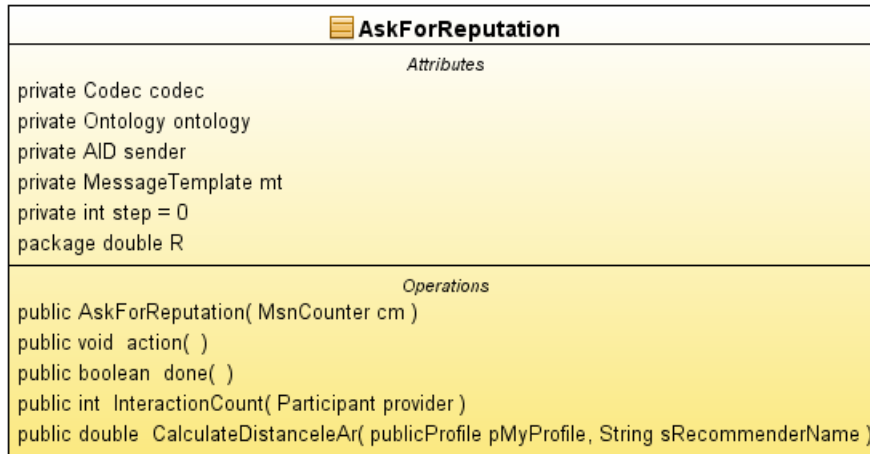 AskForReputation
Attributes
private Codec codec
private Ontology ontology
private AID sender
private MessageTemplate mt
private int step = 0
package double R
Operations
public AskForReputation( MsnCounter cm )
public void action( )
public boolean done( )
public int InteractionCount( Participant provider )
public double CalculateDistanceleAr( publicProfile pMyProfile, String sRecommenderName )